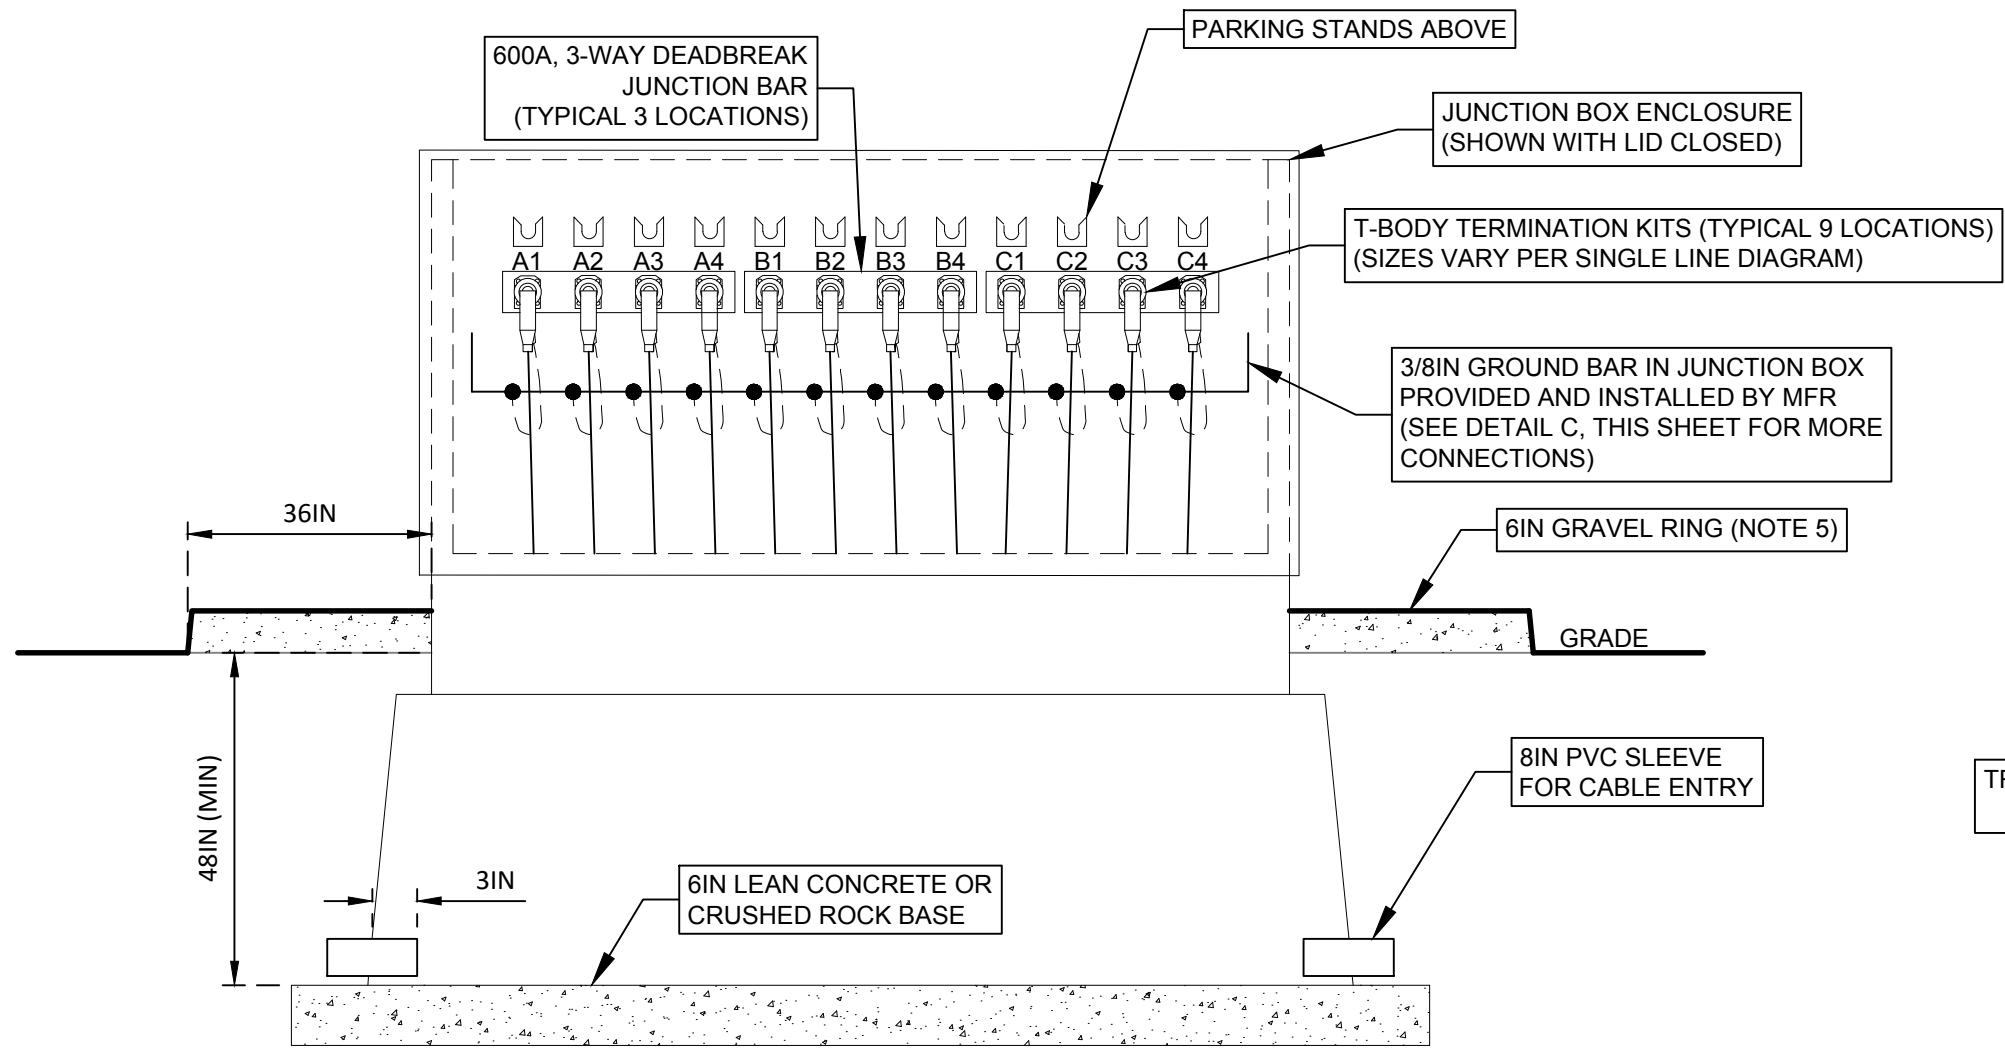 PARKING STANDS ABOVE
600A, 3-WAY DEADBREAK
JUNCTION BAR
(TYPICAL 3 LOCATIONS)
JUNCTION BOX ENCLOSURE
(SHOWN WITH LID CLOSED)
T-BODY TERMINATION KITS (TYPICAL 9 LOCATIONS)
(SIZES VARY PER SINGLE LINE DIAGRAM)
A1 A2 A3 A4 B1 B2 B3 B4 C1 C2 C3 C4
3/8IN GROUND BAR IN JUNCTION BOX
PROVIDED AND INSTALLED BY MFR
(SEE DETAIL C, THIS SHEET FOR MORE
CONNECTIONS)
36IN
6IN GRAVEL RING (NOTE 5)
GRADE
48IN (MIN)
8IN PVC SLEEVE
FOR CABLE ENTRY
3IN
6IN LEAN CONCRETE OR
CRUSHED ROCK BASE